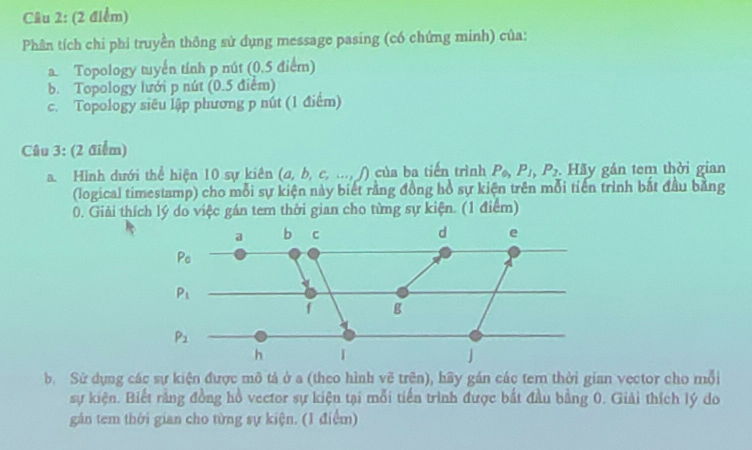 Câu 2: (2 điểm)
Phân tích chi phí truyền thông sử dụng message pasing (có chứng minh) của:
a. Topology tuyến tính p nút (0.5 điểm)
b. Topology lưới p nút (0.5 điểm)
c. Topology siêu lập phương p nút (1 điểm)
Câu 3: (2 điểm)
a. Hình dưới thể hiện 10 sự kiên (a, b, c, ..., j) của ba tiến trình P₀, P₁, P₂. Hãy gán tem thời gian
(logical timestamp) cho mỗi sự kiện này biết rằng đồng hồ sự kiện trên mỗi tiến trình bắt đầu bằng
0. Giải thích lý do việc gán tem thời gian cho từng sự kiện. (1 điểm)
a b c d e
P₀
P₁
f g
P₂
h i j
b. Sử dụng các sự kiện được mô tả ở a (theo hình vẽ trên), hãy gán các tem thời gian vector cho mỗi
sự kiện. Biết rằng đồng hồ vector sự kiện tại mỗi tiến trình được bắt đầu bằng 0. Giải thích lý do
gán tem thời gian cho từng sự kiện. (1 điểm)